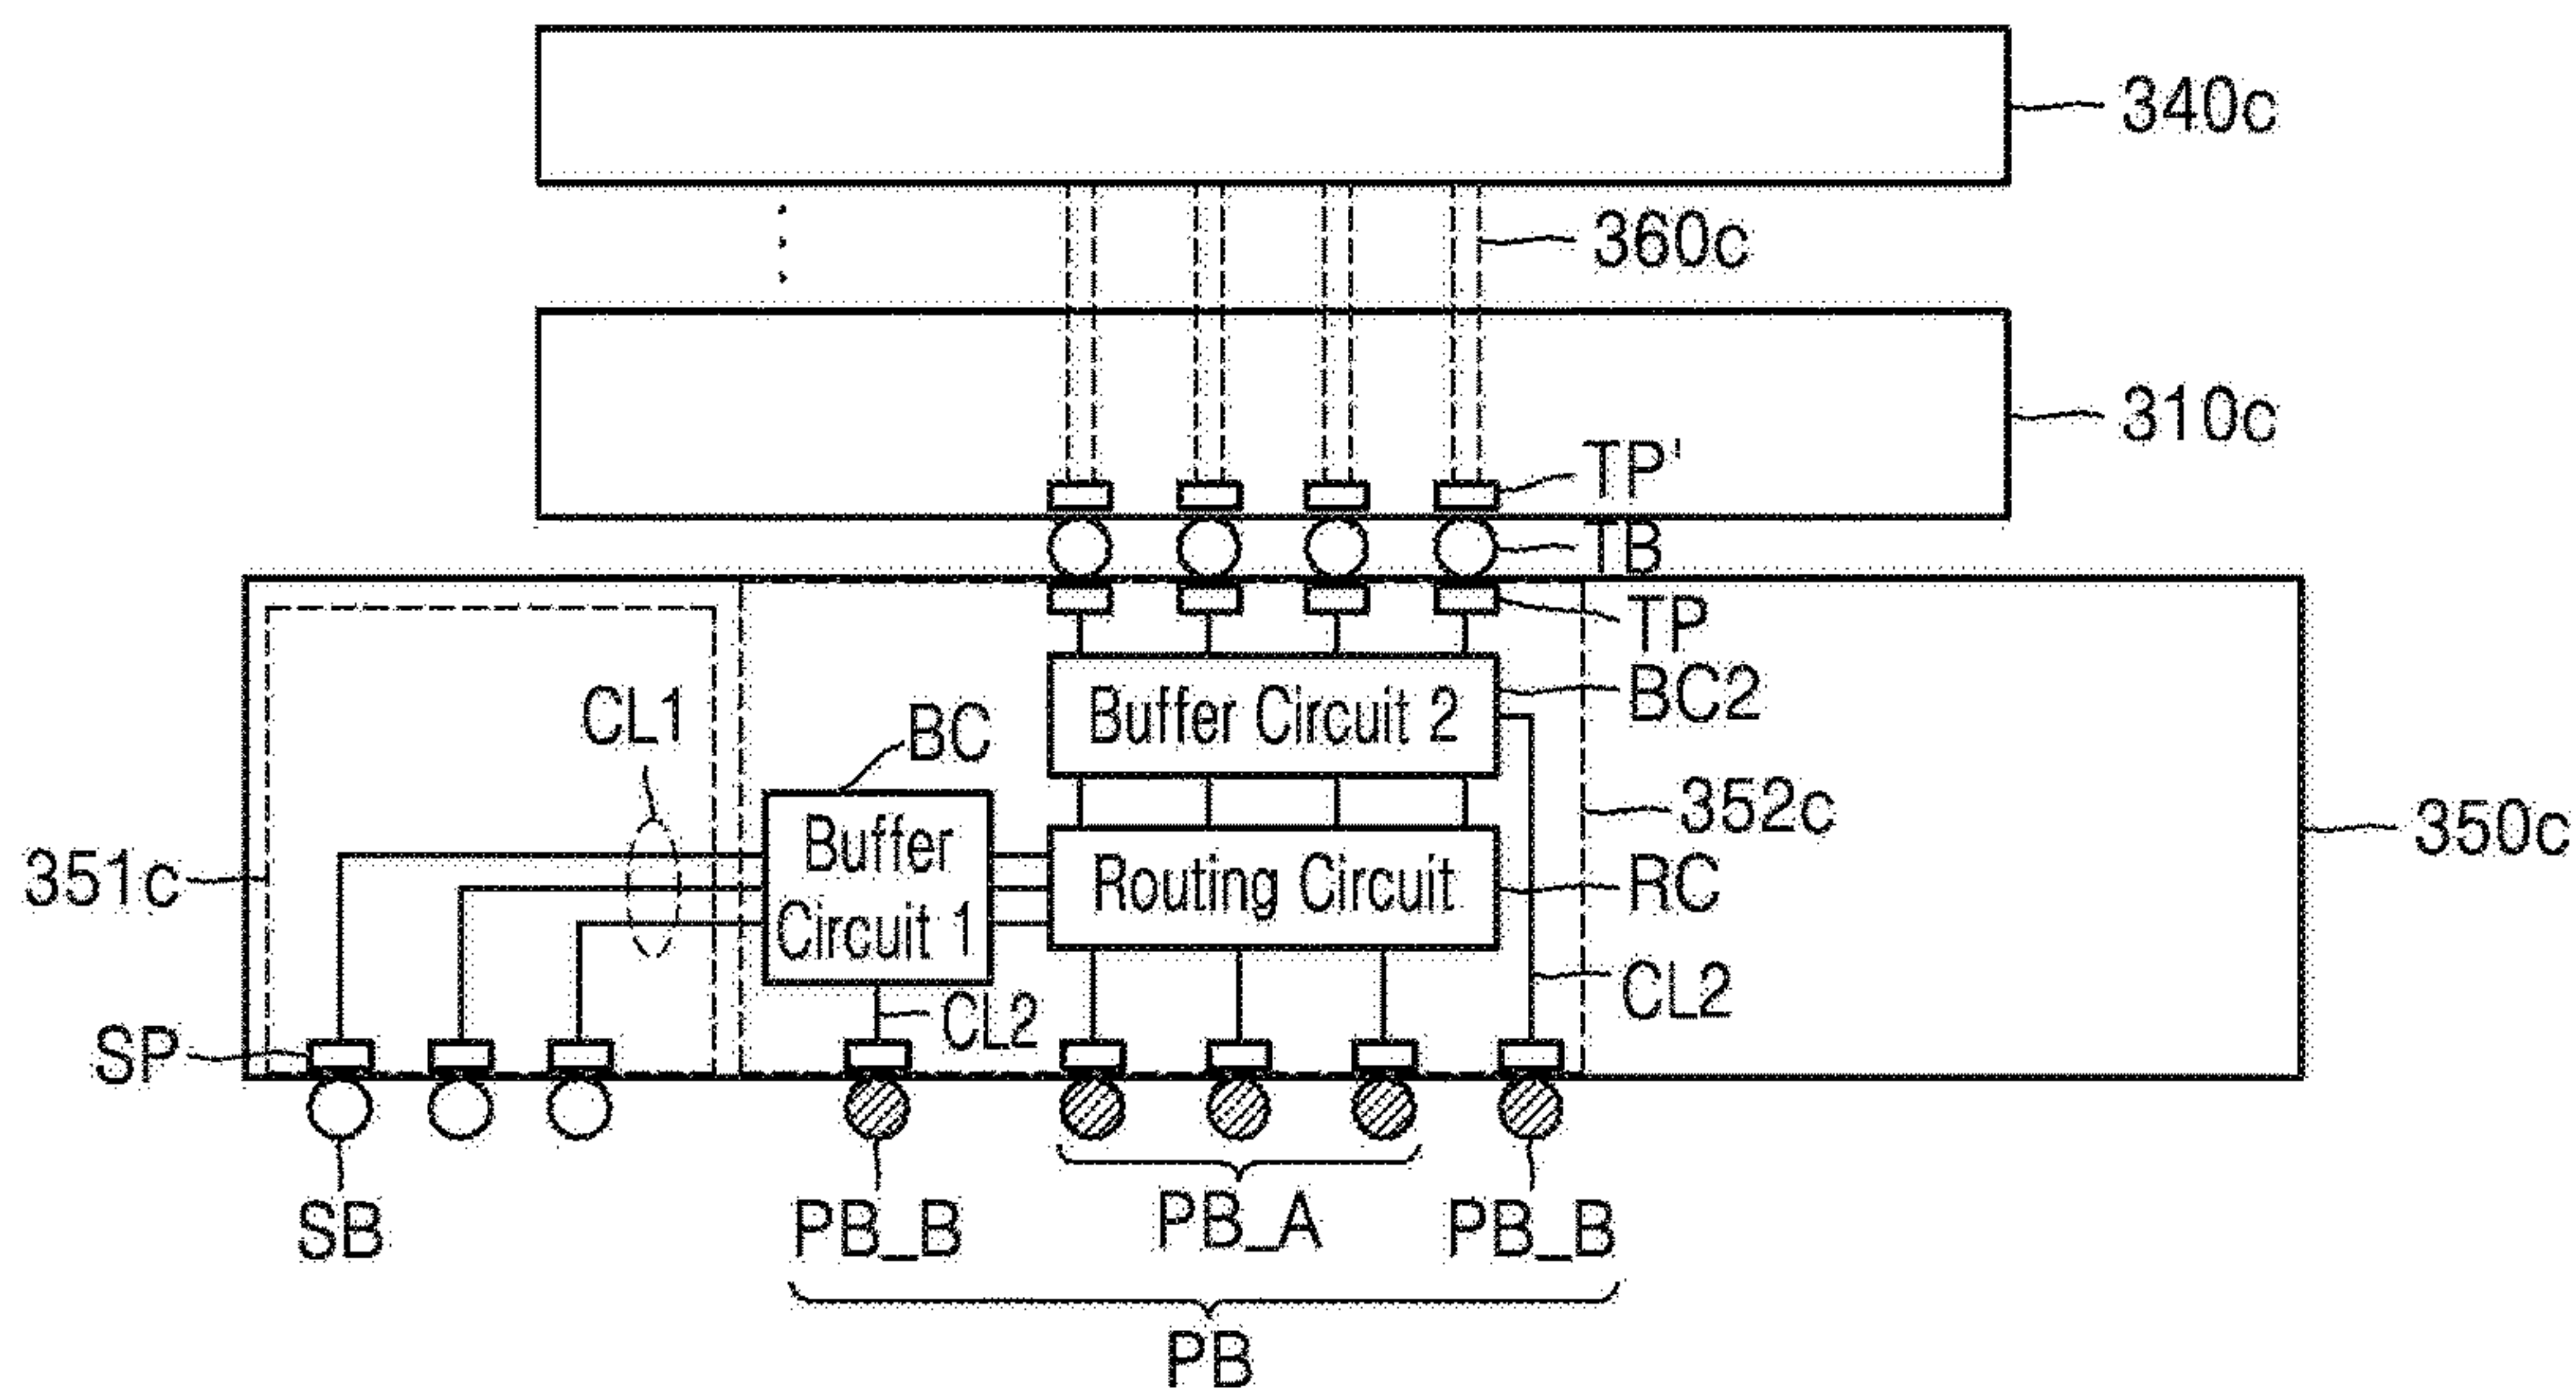 340c
360c
310c
TP'
TB
TP
BC2
Buffer Circuit 2
CL1
BC
352c
350c
351c
Buffer
Circuit 1
Routing Circuit
RC
CL2
CL2
SP
SB
PB_B
PB_A
PB_B
PB